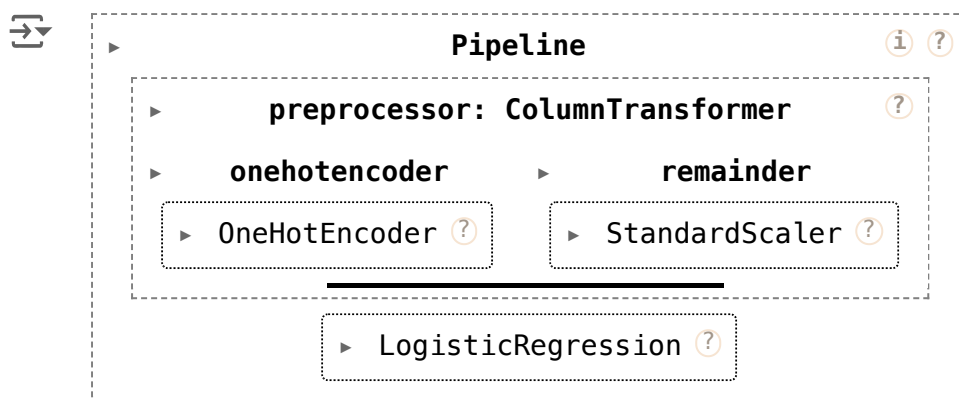 ▸ Pipeline i ?
▸ preprocessor: ColumnTransformer ?
▸ onehotencoder ▸ remainder
▸ OneHotEncoder ? ▸ StandardScaler ?
▸ LogisticRegression ?